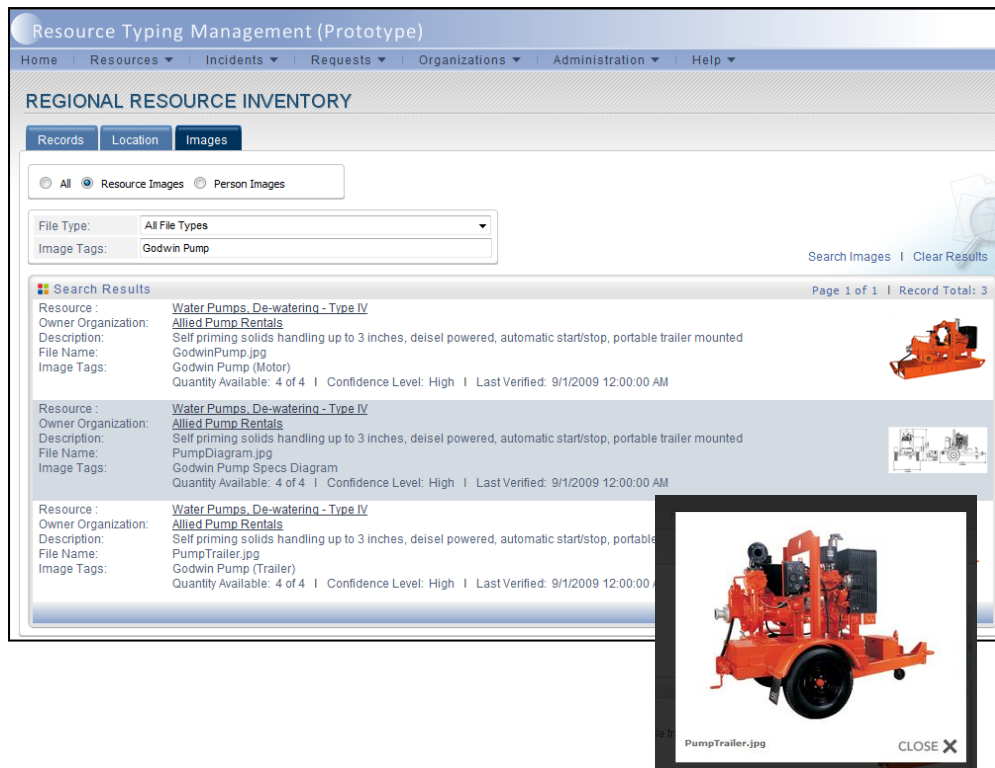 Resource Typing Management (Prototype)
Home | Resources | Incidents | Requests | Organizations | Administration | Help
REGIONAL RESOURCE INVENTORY
Records Location Images
All Resource Images Person Images
File Type: All File Types
Image Tags: Godwin Pump
Search Images | Clear Results
Search Results Page 1 of 1 | Record Total: 3
Resource : Water Pumps, De-watering - Type IV
Owner Organization: Allied Pump Rentals
Description: Self priming solids handling up to 3 inches, deisel powered, automatic start/stop, portable trailer mounted
File Name: GodwinPump.jpg
Image Tags: Godwin Pump (Motor)
Quantity Available: 4 of 4 | Confidence Level: High | Last Verified: 9/1/2009 12:00:00 AM
Resource : Water Pumps, De-watering - Type IV
Owner Organization: Allied Pump Rentals
Description: Self priming solids handling up to 3 inches, deisel powered, automatic start/stop, portable trailer mounted
File Name: PumpDiagram.jpg
Image Tags: Godwin Pump Specs Diagram
Quantity Available: 4 of 4 | Confidence Level: High | Last Verified: 9/1/2009 12:00:00 AM
Resource : Water Pumps, De-watering - Type IV
Owner Organization: Allied Pump Rentals
Description: Self priming solids handling up to 3 inches, deisel powered, automatic start/stop, portable
File Name: PumpTrailer.jpg
Image Tags: Godwin Pump (Trailer)
Quantity Available: 4 of 4 | Confidence Level: High | Last Verified: 9/1/2009 12:00:00
PumpTrailer.jpg
CLOSE X